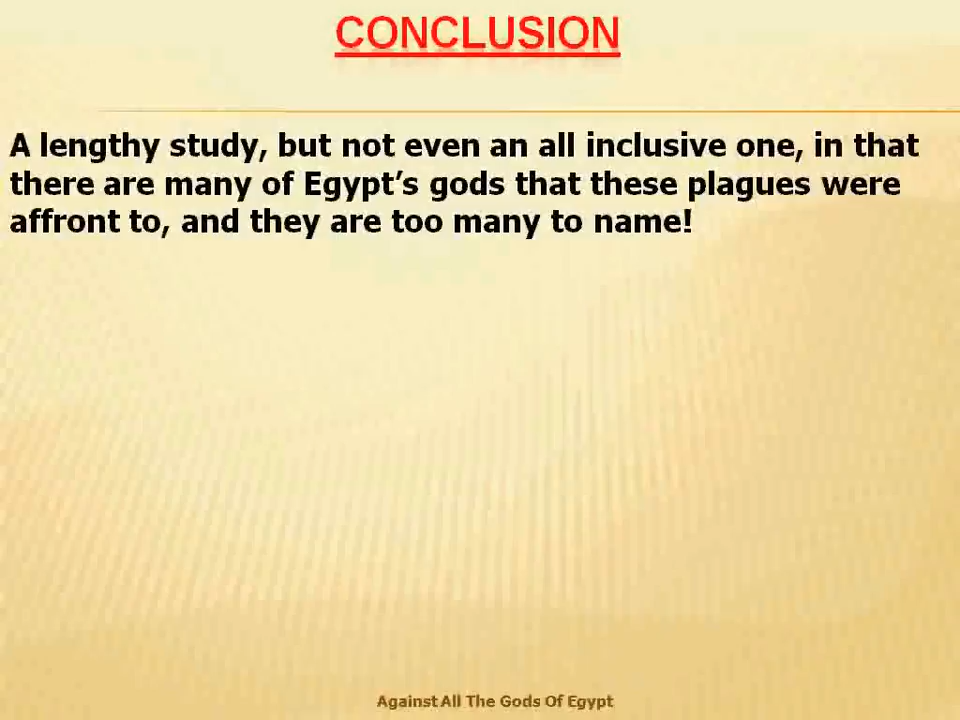 CONCLUSION
A lengthy study, but not even an all inclusive one, in that
there are many of Egypt’s gods that these plagues were
affront to, and they are too many to name!
Against All The Gods Of Egypt